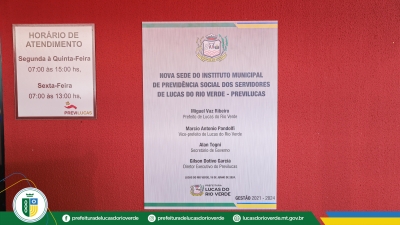 HORÁRIO DE
ATENDIMENTO
Segunda à Quinta-Feira
07:00 às 15:00 hs.
Sexta-Feira
07:00 às 13:00 hs.
PREVILUCAS
NOVA SEDE DO INSTITUTO MUNICIPAL
DE PREVIDÊNCIA SOCIAL DOS SERVIDORES
DE LUCAS DO RIO VERDE - PREVILUCAS
Miguel Vaz Ribeiro
Prefeito de Lucas do Rio Verde
Marcio Antonio Pandolfi
Vice-prefeito de Lucas do Rio Verde
Alan Togni
Secretário de Governo
Gilson Botivo Garcia
Diretor Executivo da Previlucas
PREFEITURA
LUCAS DO
RIO VERDE
GESTÃO 2021 - 2024
prefeituradelucasdorioverde
prefeituradelucasdorioverde
lucasdorioverde.mt.gov.br